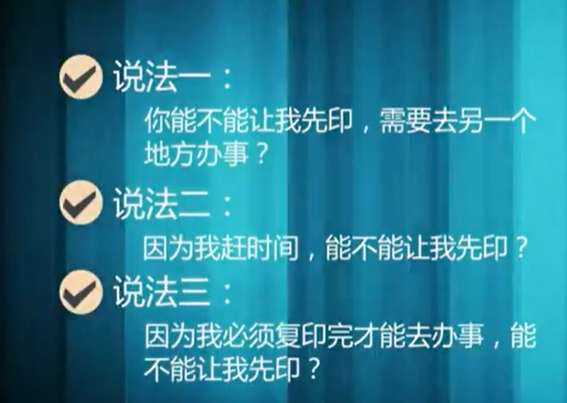 说法一：
你能不能让我先印，需要去另一个
地方办事？
说法二：
因为我赶时间，能不能让我先印？
说法三：
因为我必须复印完才能去办事，能
不能让我先印？